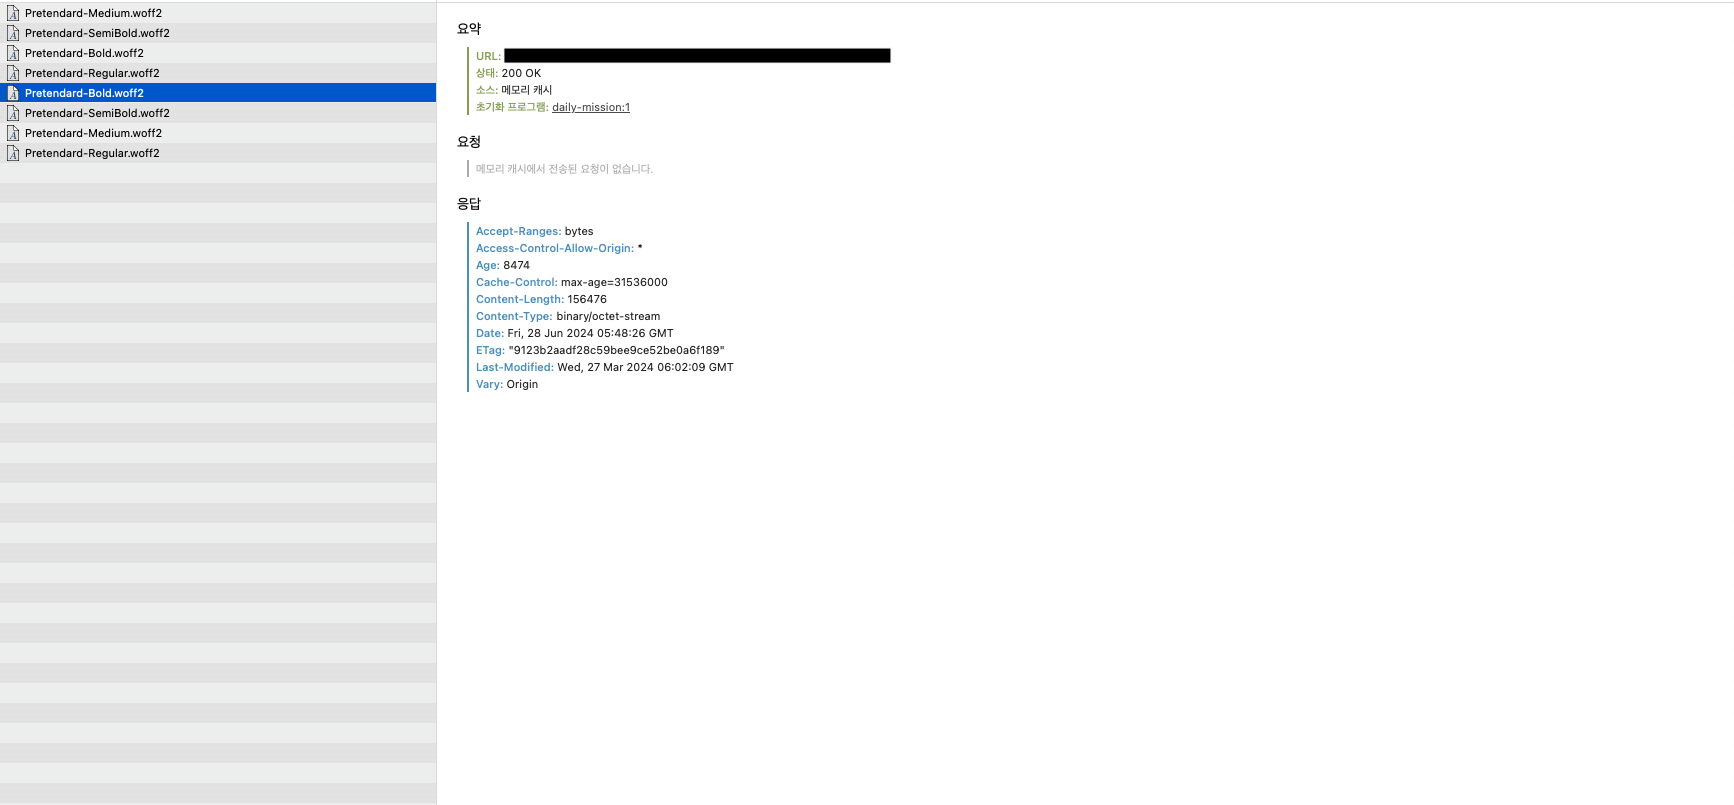 Pretendard-Medium.woff2
Pretendard-SemiBold.woff2
Pretendard-Bold.woff2
Pretendard-Regular.woff2
Pretendard-Bold.woff2
Pretendard-SemiBold.woff2
Pretendard-Medium.woff2
Pretendard-Regular.woff2
요약
URL:
상태: 200 OK
소스: 메모리 캐시
초기화 프로그램: daily-mission:1
요청
메모리 캐시에서 전송된 요청이 없습니다.
응답
Accept-Ranges: bytes
Access-Control-Allow-Origin: *
Age: 8474
Cache-Control: max-age=31536000
Content-Length: 156476
Content-Type: binary/octet-stream
Date: Fri, 28 Jun 2024 05:48:26 GMT
ETag: "9123b2aadf28c59bee9ce52be0a6f189"
Last-Modified: Wed, 27 Mar 2024 06:02:09 GMT
Vary: Origin